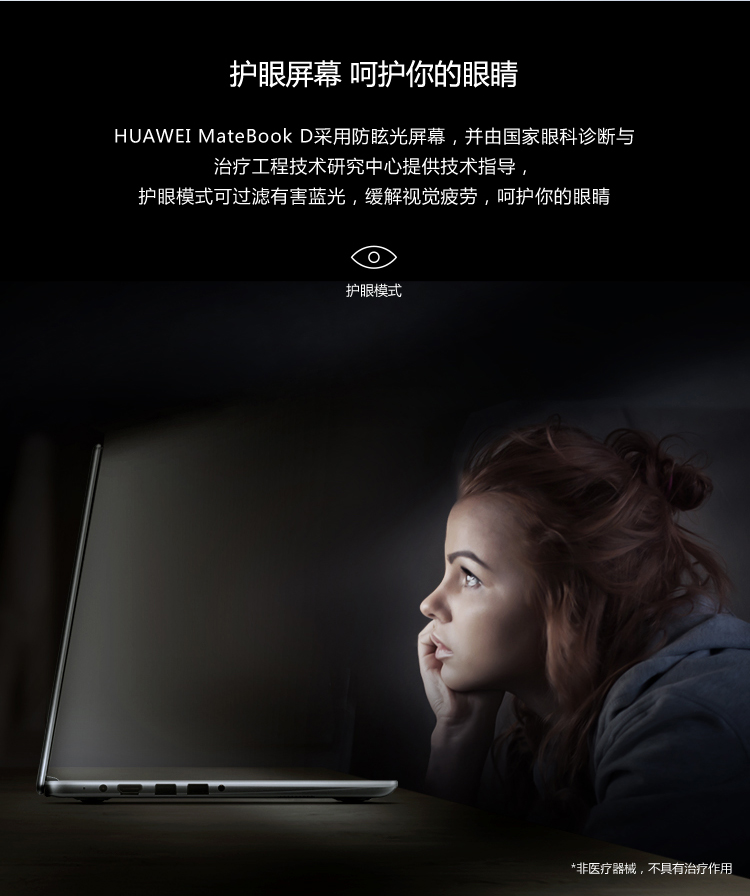 护眼屏幕 呵护你的眼睛
HUAWEI MateBook D采用防眩光屏幕，并由国家眼科诊断与
治疗工程技术研究中心提供技术指导，
护眼模式可过滤有害蓝光，缓解视觉疲劳，呵护你的眼睛
护眼模式
*非医疗器械，不具有治疗作用